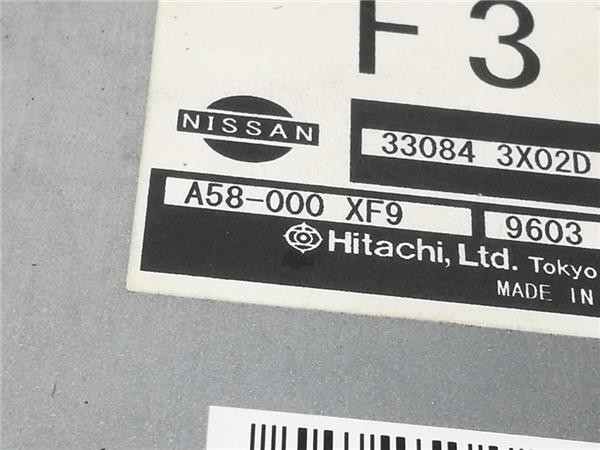 F3
NISSAN
33084 3X02D
A58-000 XF9
9603
Hitachi, Ltd. Tokyo
MADE IN